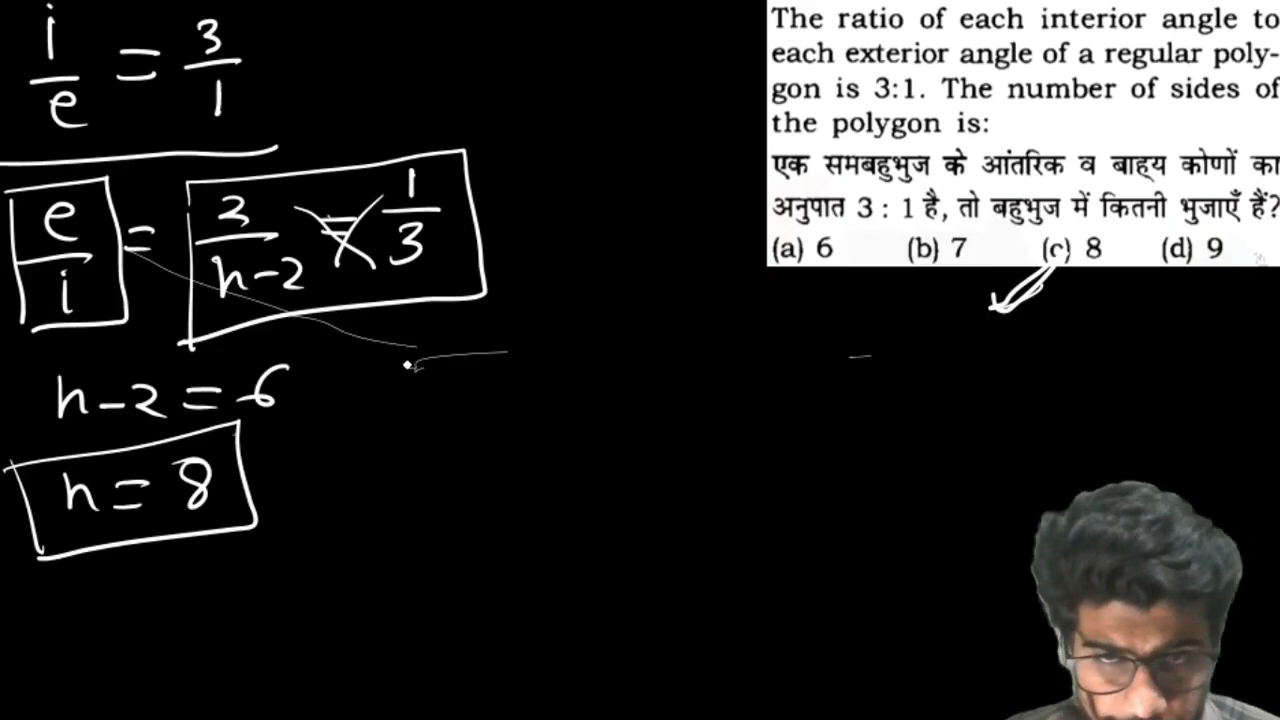 i/e = 3/1
e/i = 2/n-2 = 1/3
n-2 = 6
n = 8
The ratio of each interior angle to
each exterior angle of a regular poly-
gon is 3:1. The number of sides of
the polygon is:
एक समबहुभुज के आंतरिक व बाह्य कोणों का
अनुपात 3 : 1 है, तो बहुभुज में कितनी भुजाएँ हैं?
(a) 6 (b) 7 (c) 8 (d) 9